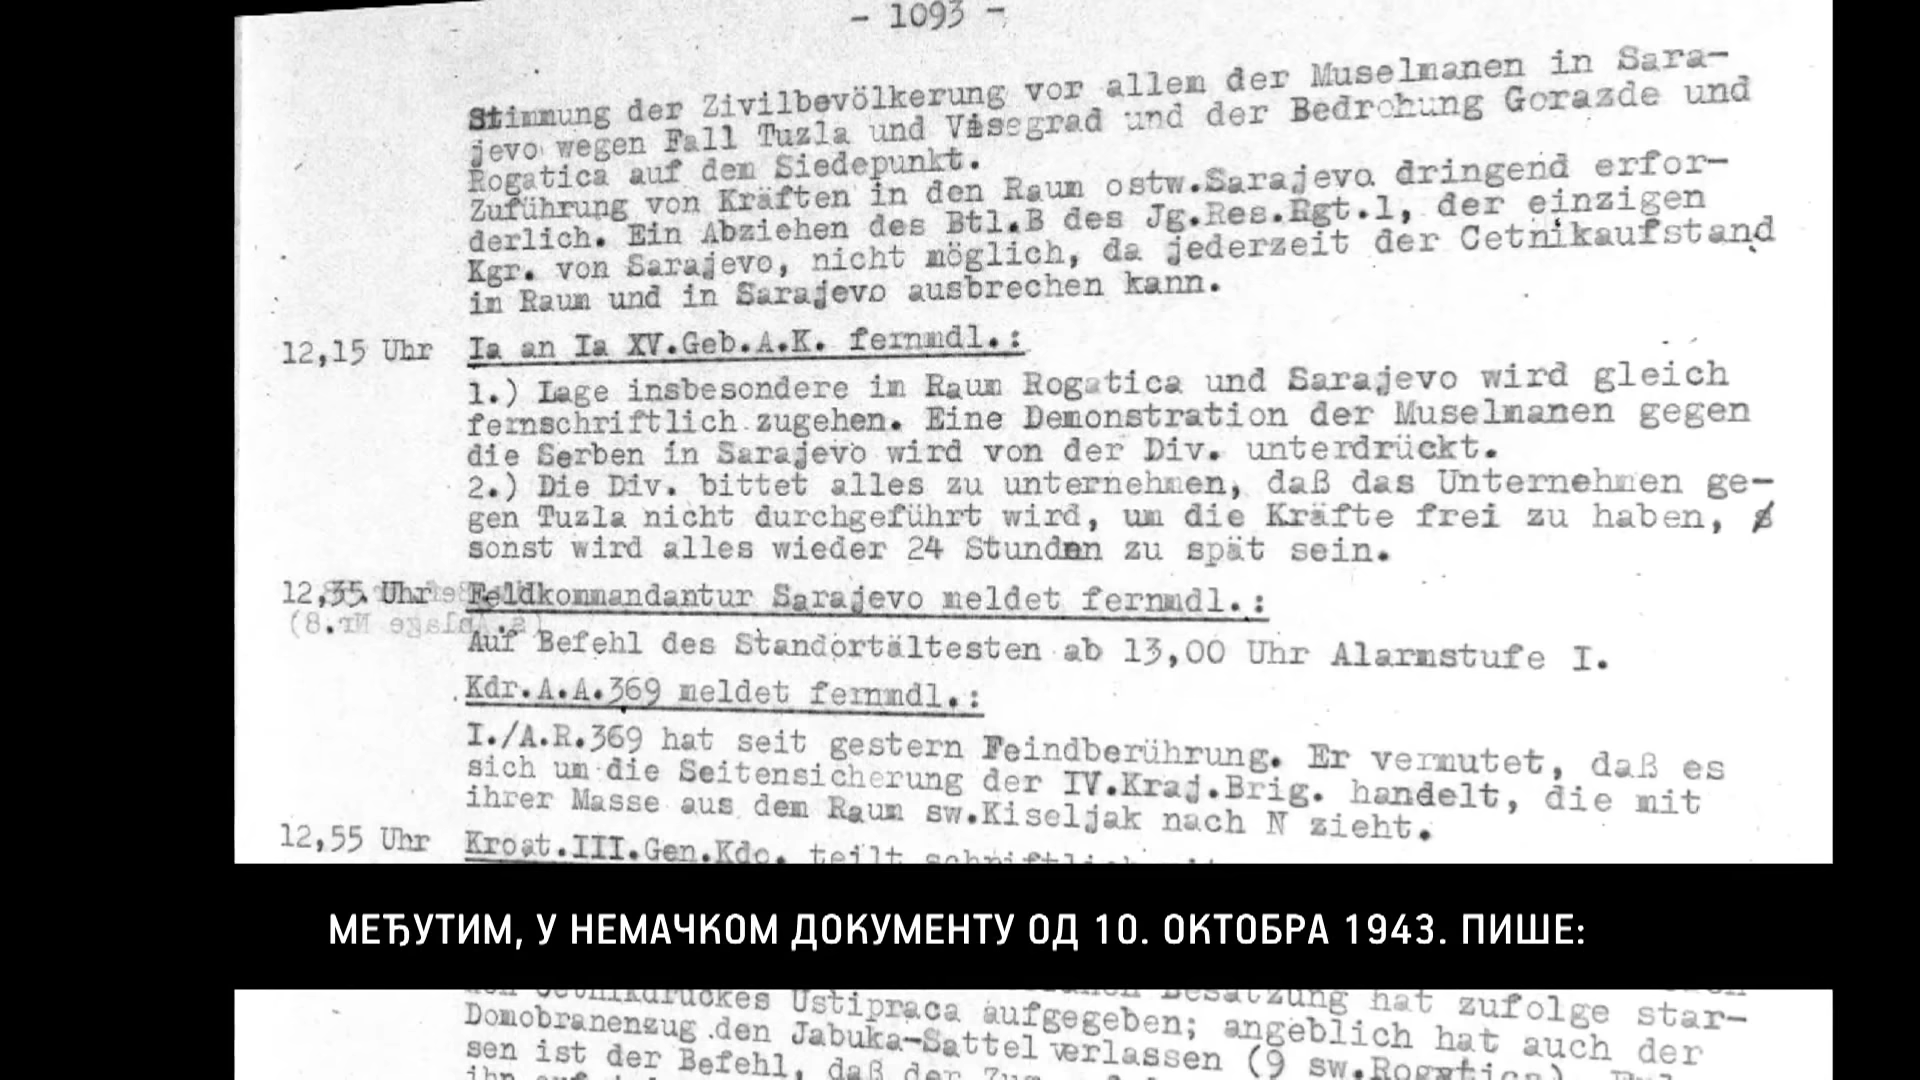 - 1093 -
Stimmung der Zivilbevölkerung vor allem der Muselmanen in Sara-
jevo wegen Fall Tuzla und Visegrad und der Bedrohung Gorazde und
Rogatica auf dem Siedepunkt.
Zuführung von Kräften in den Raum ostw.Sarajevo dringend erfor-
derlich. Ein Abziehen des Btl.B des Jg.Res.Rgt.1, der einzigen
Kgr. von Sarajevo, nicht möglich, da jederzeit der Cetnikaufstand
im Raum und in Sarajevo ausbrechen kann.
12,15 Uhr Ia an Ia XV.Geb.A.K. fernmdl.:
1.) Lage insbesondere im Raum Rogatica und Sarajevo wird gleich
fernschriftlich zugehen. Eine Demonstration der Muselmanen gegen
die Serben in Sarajevo wird von der Div. unterdrückt.
2.) Die Div. bittet alles zu unternehmen, daß das Unternehmen ge-
gen Tuzla nicht durchgeführt wird, um die Kräfte frei zu haben,
sonst wird alles wieder 24 Stunden zu spät sein.
12,35 Uhr Feldkommandantur Sarajevo meldet fernmdl.:
Auf Befehl des Standortältesten ab 13,00 Uhr Alarmstufe I.
Kdr.A.A.369 meldet fernmdl.:
I./A.R.369 hat seit gestern Feindberührung. Er vermutet, daß es
sich um die Seitensicherung der IV.Kraj.Brig. handelt, die mit
ihrer Masse aus dem Raum sw.Kiseljak nach N zieht.
12,55 Uhr Kroat.III.Gen.Kdo. teilt
МЕЂУТИМ, У НЕМАЧКОМ ДОКУМЕНТУ ОД 10. ОКТОБРА 1943. ПИШЕ:
Cetnikdruckes Ustipraca aufgegeben; Besatzung hat zufolge star-
Domobranenzug den Jabuka-Sattel verlassen (9 sw.Rogatica). angeblich hat auch der
sen ist der Befehl, daß der